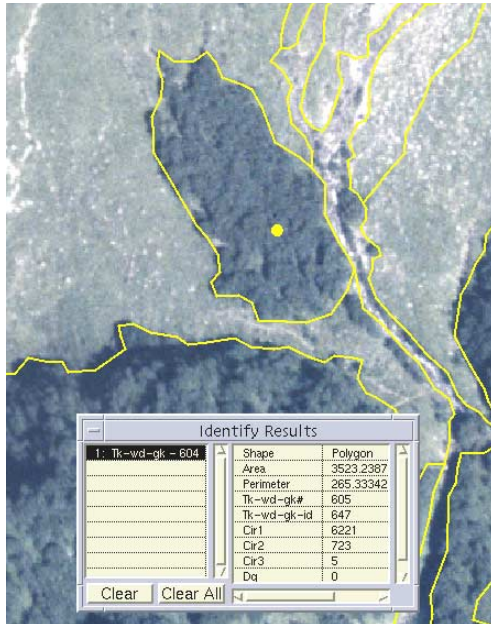 Identify Results
1: Tk-wd-gk - 604
Shape Polygon
Area 3523.2387
Perimeter 265.33342
Tk-wd-gk# 605
Tk-wd-gk-id 647
Cir1 6221
Cir2 723
Cir3 5
Dg 0
Clear Clear All